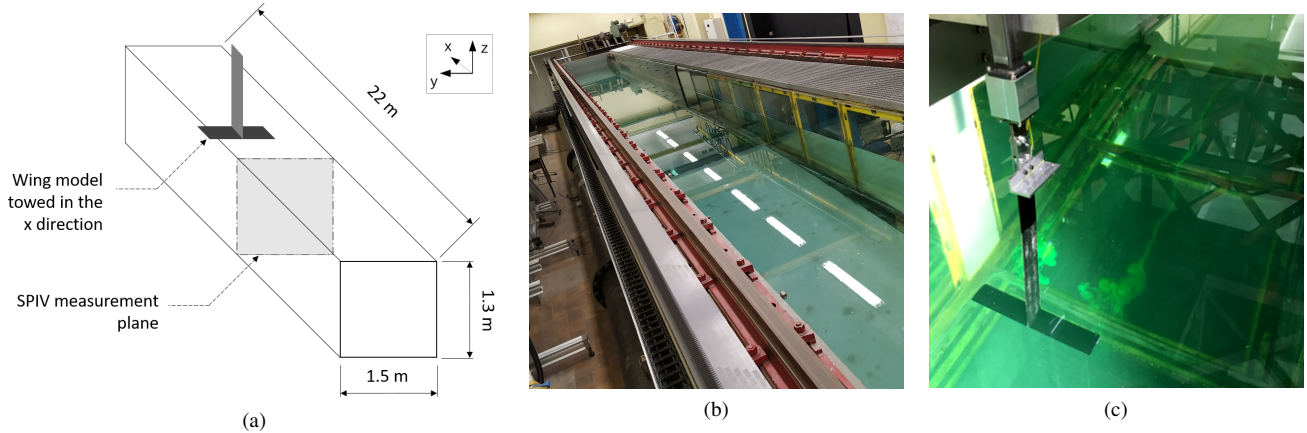 22 m
x
z
y
Wing model
towed in the
x direction
SPIV measurement
plane
1.3 m
1.5 m
(a)
(b)
(c)